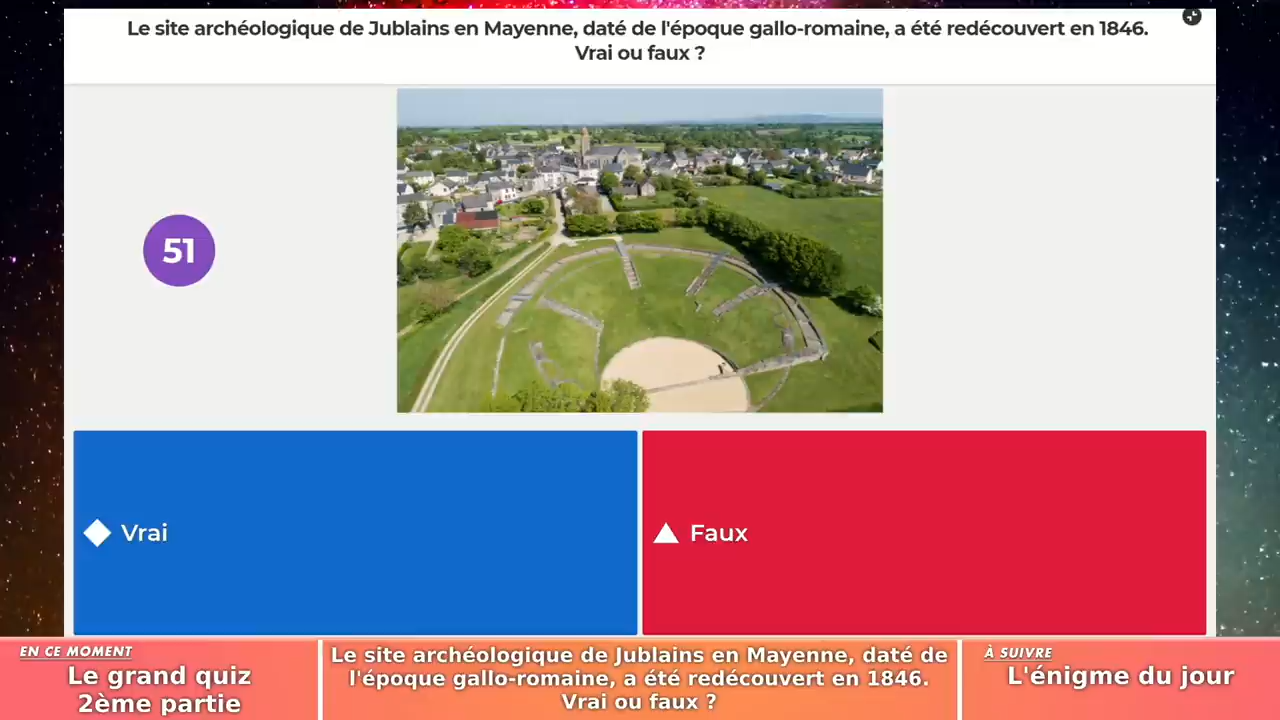 Le site archéologique de Jublains en Mayenne, daté de l'époque gallo-romaine, a été redécouvert en 1846.
Vrai ou faux ?
51
Vrai
Faux
EN CE MOMENT
Le grand quiz
2ème partie
Le site archéologique de Jublains en Mayenne, daté de
l'époque gallo-romaine, a été redécouvert en 1846.
Vrai ou faux ?
À SUIVRE
L'énigme du jour